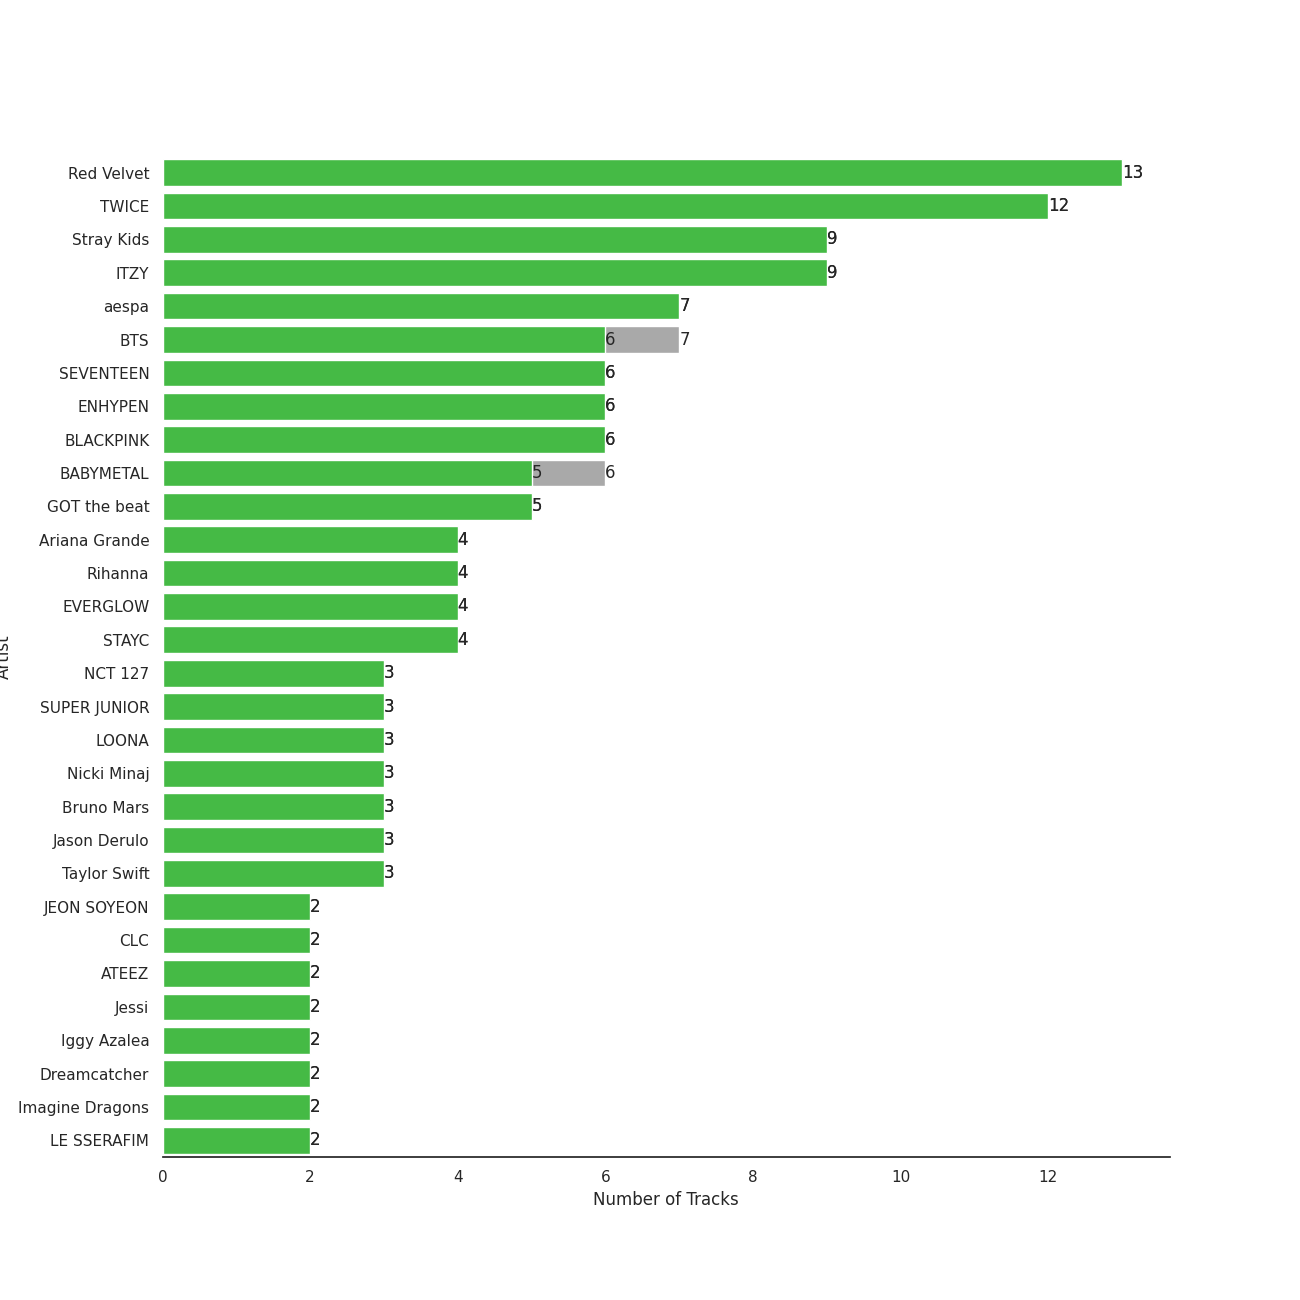 Red Velvet 13
TWICE 12
Stray Kids 9
ITZY 9
aespa 7
BTS 6 7
SEVENTEEN 6
ENHYPEN 6
BLACKPINK 6
BABYMETAL 5 6
GOT the beat 5
Ariana Grande 4
Rihanna 4
EVERGLOW 4
STAYC 4
Artist
NCT 127 3
SUPER JUNIOR 3
LOONA 3
Nicki Minaj 3
Bruno Mars 3
Jason Derulo 3
Taylor Swift 3
JEON SOYEON 2
CLC 2
ATEEZ 2
Jessi 2
Iggy Azalea 2
Dreamcatcher 2
Imagine Dragons 2
LE SSERAFIM 2
0 2 4 6 8 10 12
Number of Tracks